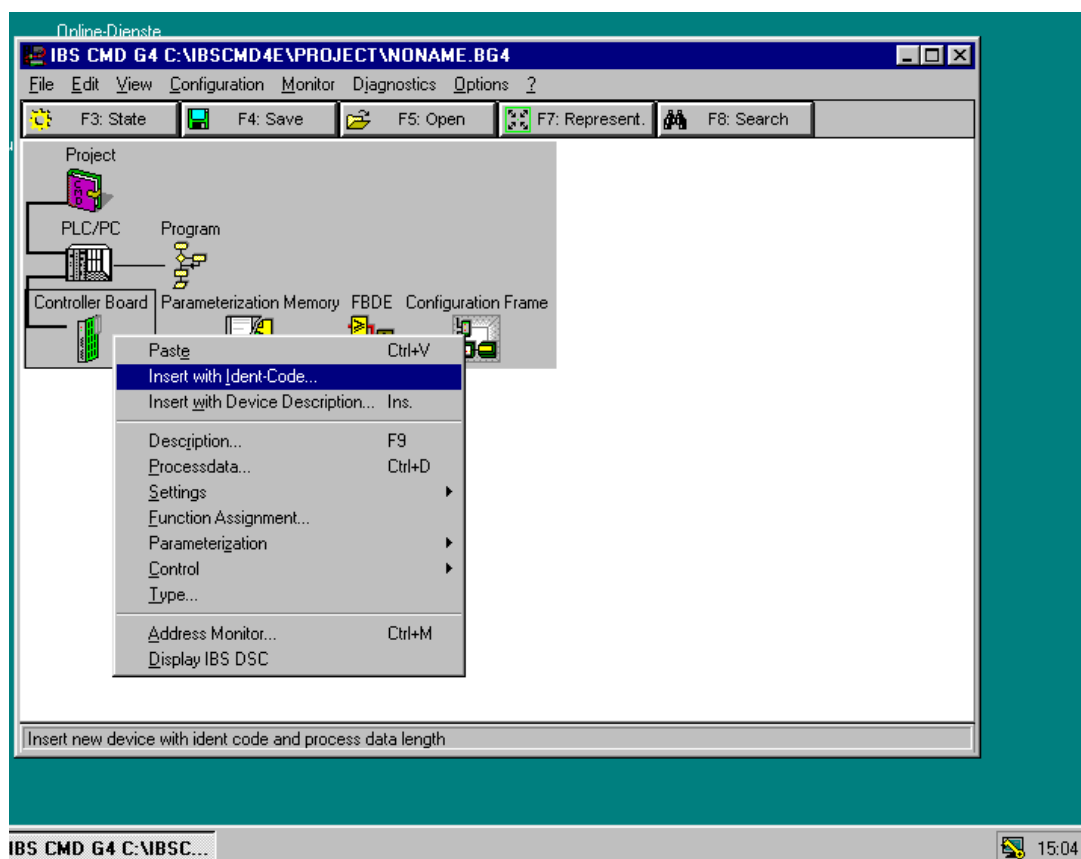 Online-Dienste
IBS CMD G4 C:\IBSCMD4E\PROJECT\NONAME.BG4
File Edit View Configuration Monitor Diagnostics Options ?
F3: State F4: Save F5: Open F7: Represent. F8: Search
Project
CMD
PLC/PC Program
Controller Board Parameterization Memory FBDE Configuration Frame
Paste Ctrl+V
Insert with Ident-Code...
Insert with Device Description... Ins.
Description... F9
Processdata... Ctrl+D
Settings
Function Assignment...
Parameterization
Control
Type...
Address Monitor... Ctrl+M
Display IBS DSC
Insert new device with ident code and process data length
IBS CMD G4 C:\IBSC... 15:04